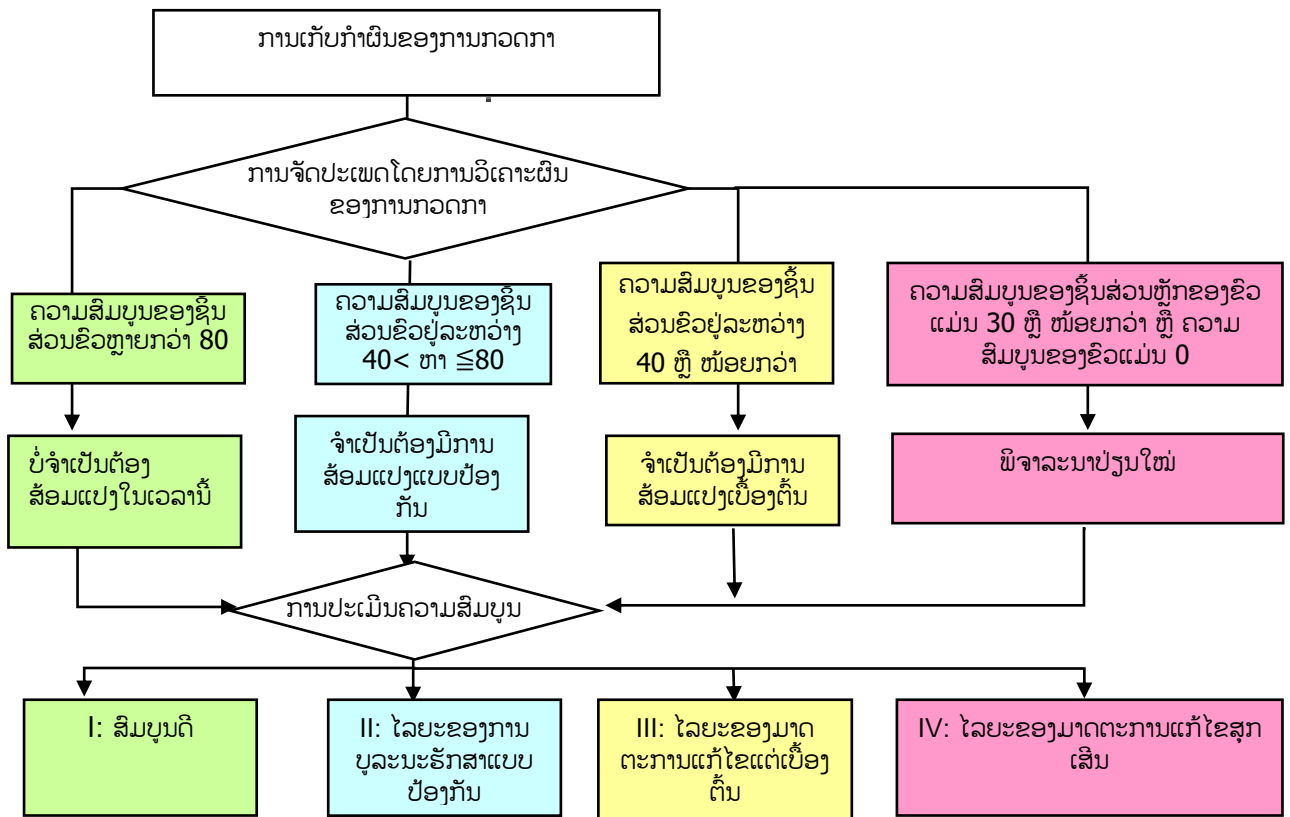 ການເກັບກຳຜົນຂອງການກວດກາ
ການຈັດປະເພດໂດຍການວິເຄາະຜົນ
ຂອງການກວດກາ
ຄວາມສົມບູນຂອງຊິ້ນ
ສ່ວນຂົວຫຼາຍກວ່າ 80
ຄວາມສົມບູນຂອງຊິ້ນ
ສ່ວນຂົວຢູ່ລະຫວ່າງ
40< ຫາ ≦80
ຄວາມສົມບູນຂອງຊິ້ນ
ສ່ວນຂົວຢູ່ລະຫວ່າງ
40 ຫຼື ໜ້ອຍກວ່າ
ຄວາມສົມບູນຂອງຊິ້ນສ່ວນຫຼັກຂອງຂົວ
ແມ່ນ 30 ຫຼື ໜ້ອຍກວ່າ ຫຼື ຄວາມ
ສົມບູນຂອງຂົວແມ່ນ 0
ບໍ່ຈຳເປັນຕ້ອງ
ສ້ອມແປງໃນເວລານີ້
ຈຳເປັນຕ້ອງມີການ
ສ້ອມແປງແບບປ້ອງ
ກັນ
ຈຳເປັນຕ້ອງມີການ
ສ້ອມແປງເບື້ອງຕົ້ນ
ພິຈາລະນາປ່ຽນໃໝ່
ການປະເມີນຄວາມສົມບູນ
I: ສົມບູນດີ
II: ໄລຍະຂອງການ
ບູລະນະຮັກສາແບບ
ປ້ອງກັນ
III: ໄລຍະຂອງມາດ
ຕະການແກ້ໄຂແຕ່ເບື້ອງ
ຕົ້ນ
IV: ໄລຍະຂອງມາດຕະການແກ້ໄຂສຸກ
ເສີນ